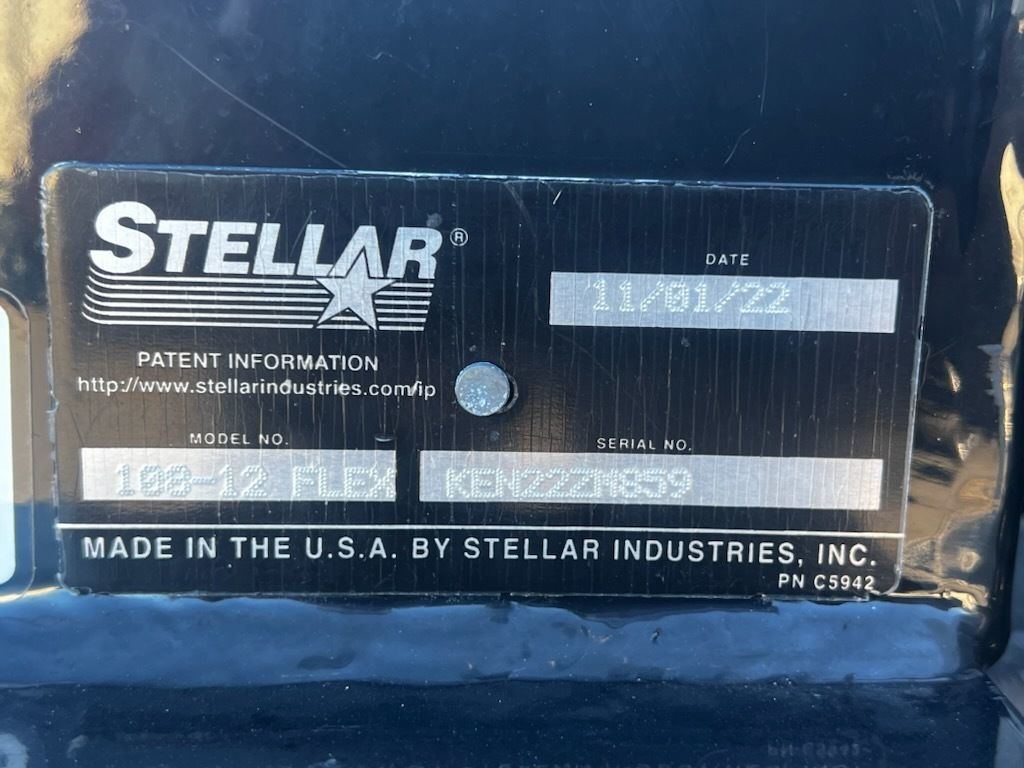 STELLAR®
DATE
11/01/22
PATENT INFORMATION
http://www.stellarindustries.com/ip
MODEL NO.
108-12 FLEX
SERIAL NO.
KEN22ZM859
MADE IN THE U.S.A. BY STELLAR INDUSTRIES, INC.
PN C5942